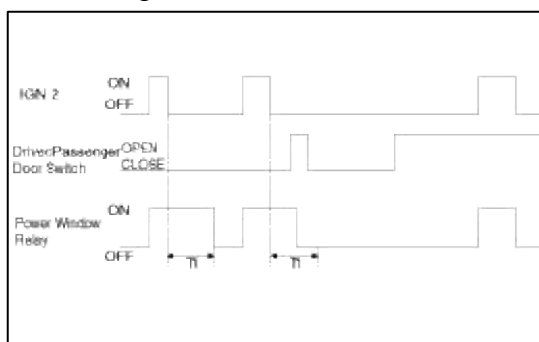 IGN 2
ON
OFF
Driver/Passenger
Door Switch
OPEN
CLOSE
Power Window
Relay
ON
OFF
T1
T1